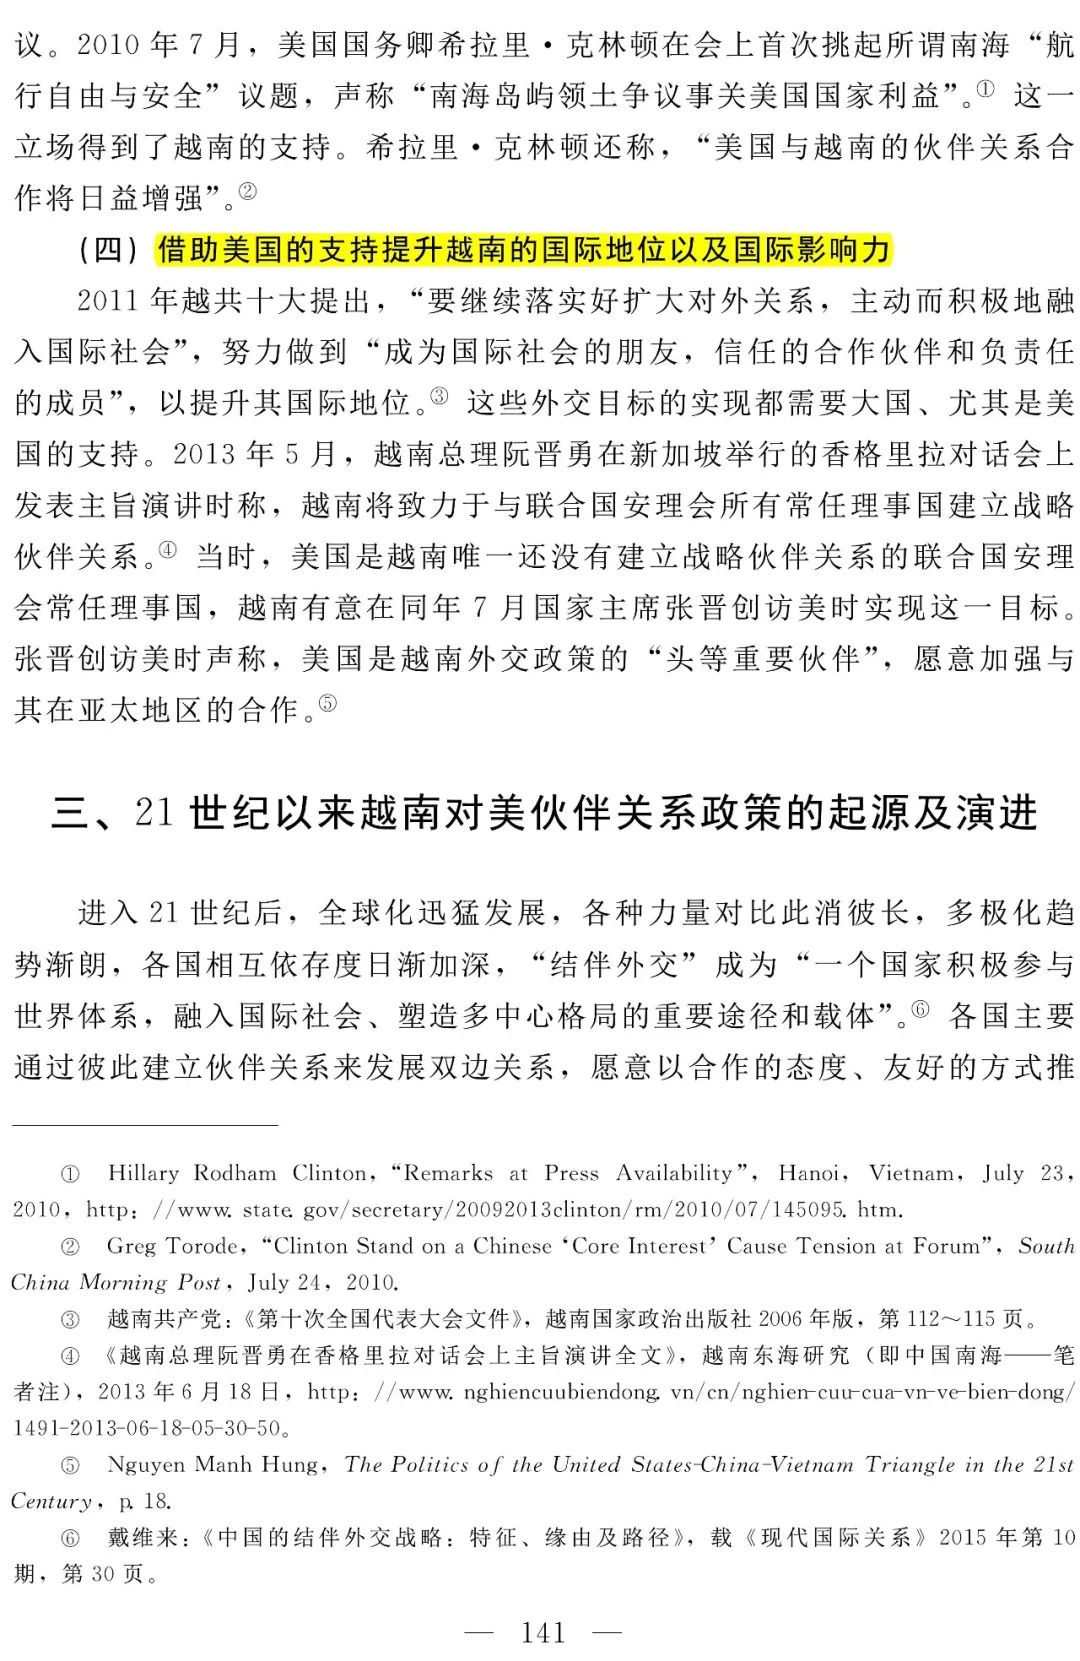 议。2010 年 7 月，美国国务卿希拉里·克林顿在会上首次挑起所谓南海“航
行自由与安全”议题，声称“南海岛屿领土争议事关美国国家利益”。① 这一
立场得到了越南的支持。希拉里·克林顿还称，“美国与越南的伙伴关系合
作将日益增强”。②
（四）借助美国的支持提升越南的国际地位以及国际影响力
2011 年越共十大提出，“要继续落实好扩大对外关系，主动而积极地融
入国际社会”，努力做到“成为国际社会的朋友，信任的合作伙伴和负责任
的成员”，以提升其国际地位。③ 这些外交目标的实现都需要大国、尤其是美
国的支持。2013 年 5 月，越南总理阮晋勇在新加坡举行的香格里拉对话会上
发表主旨演讲时称，越南将致力于与联合国安理会所有常任理事国建立战略
伙伴关系。④ 当时，美国是越南唯一还没有建立战略伙伴关系的联合国安理
会常任理事国，越南有意在同年 7 月国家主席张晋创访美时实现这一目标。
张晋创访美时声称，美国是越南外交政策的“头等重要伙伴”，愿意加强与
其在亚太地区的合作。⑤
三、21 世纪以来越南对美伙伴关系政策的起源及演进
进入 21 世纪后，全球化迅猛发展，各种力量对比此消彼长，多极化趋
势渐朗，各国相互依存度日渐加深，“结伴外交”成为“一个国家积极参与
世界体系，融入国际社会、塑造多中心格局的重要途径和载体”。⑥ 各国主要
通过彼此建立伙伴关系来发展双边关系，愿意以合作的态度、友好的方式推
① Hillary Rodham Clinton，“Remarks at Press Availability”，Hanoi，Vietnam，July 23，
2010，http：//www. state. gov/secretary/20092013clinton/rm/2010/07/145095. htm.
② Greg Torode，“Clinton Stand on a Chinese ‘Core Interest’ Cause Tension at Forum”，South
China Morning Post，July 24，2010.
③ 越南共产党：《第十次全国代表大会文件》，越南国家政治出版社 2006 年版，第 112～115 页。
④ 《越南总理阮晋勇在香格里拉对话会上主旨演讲全文》，越南东海研究（即中国南海——笔
者注），2013 年 6 月 18 日，http：//www. nghiencuubiendong. vn/cn/nghien-cuu-cua-vn-ve-bien-dong/
1491-2013-06-18-05-30-50。
⑤ Nguyen Manh Hung，The Politics of the United States-China-Vietnam Triangle in the 21st
Century，p. 18.
⑥ 戴维来：《中国的结伴外交战略：特征、缘由及路径》，载《现代国际关系》2015 年第 10
期，第 30 页。
— 141 —